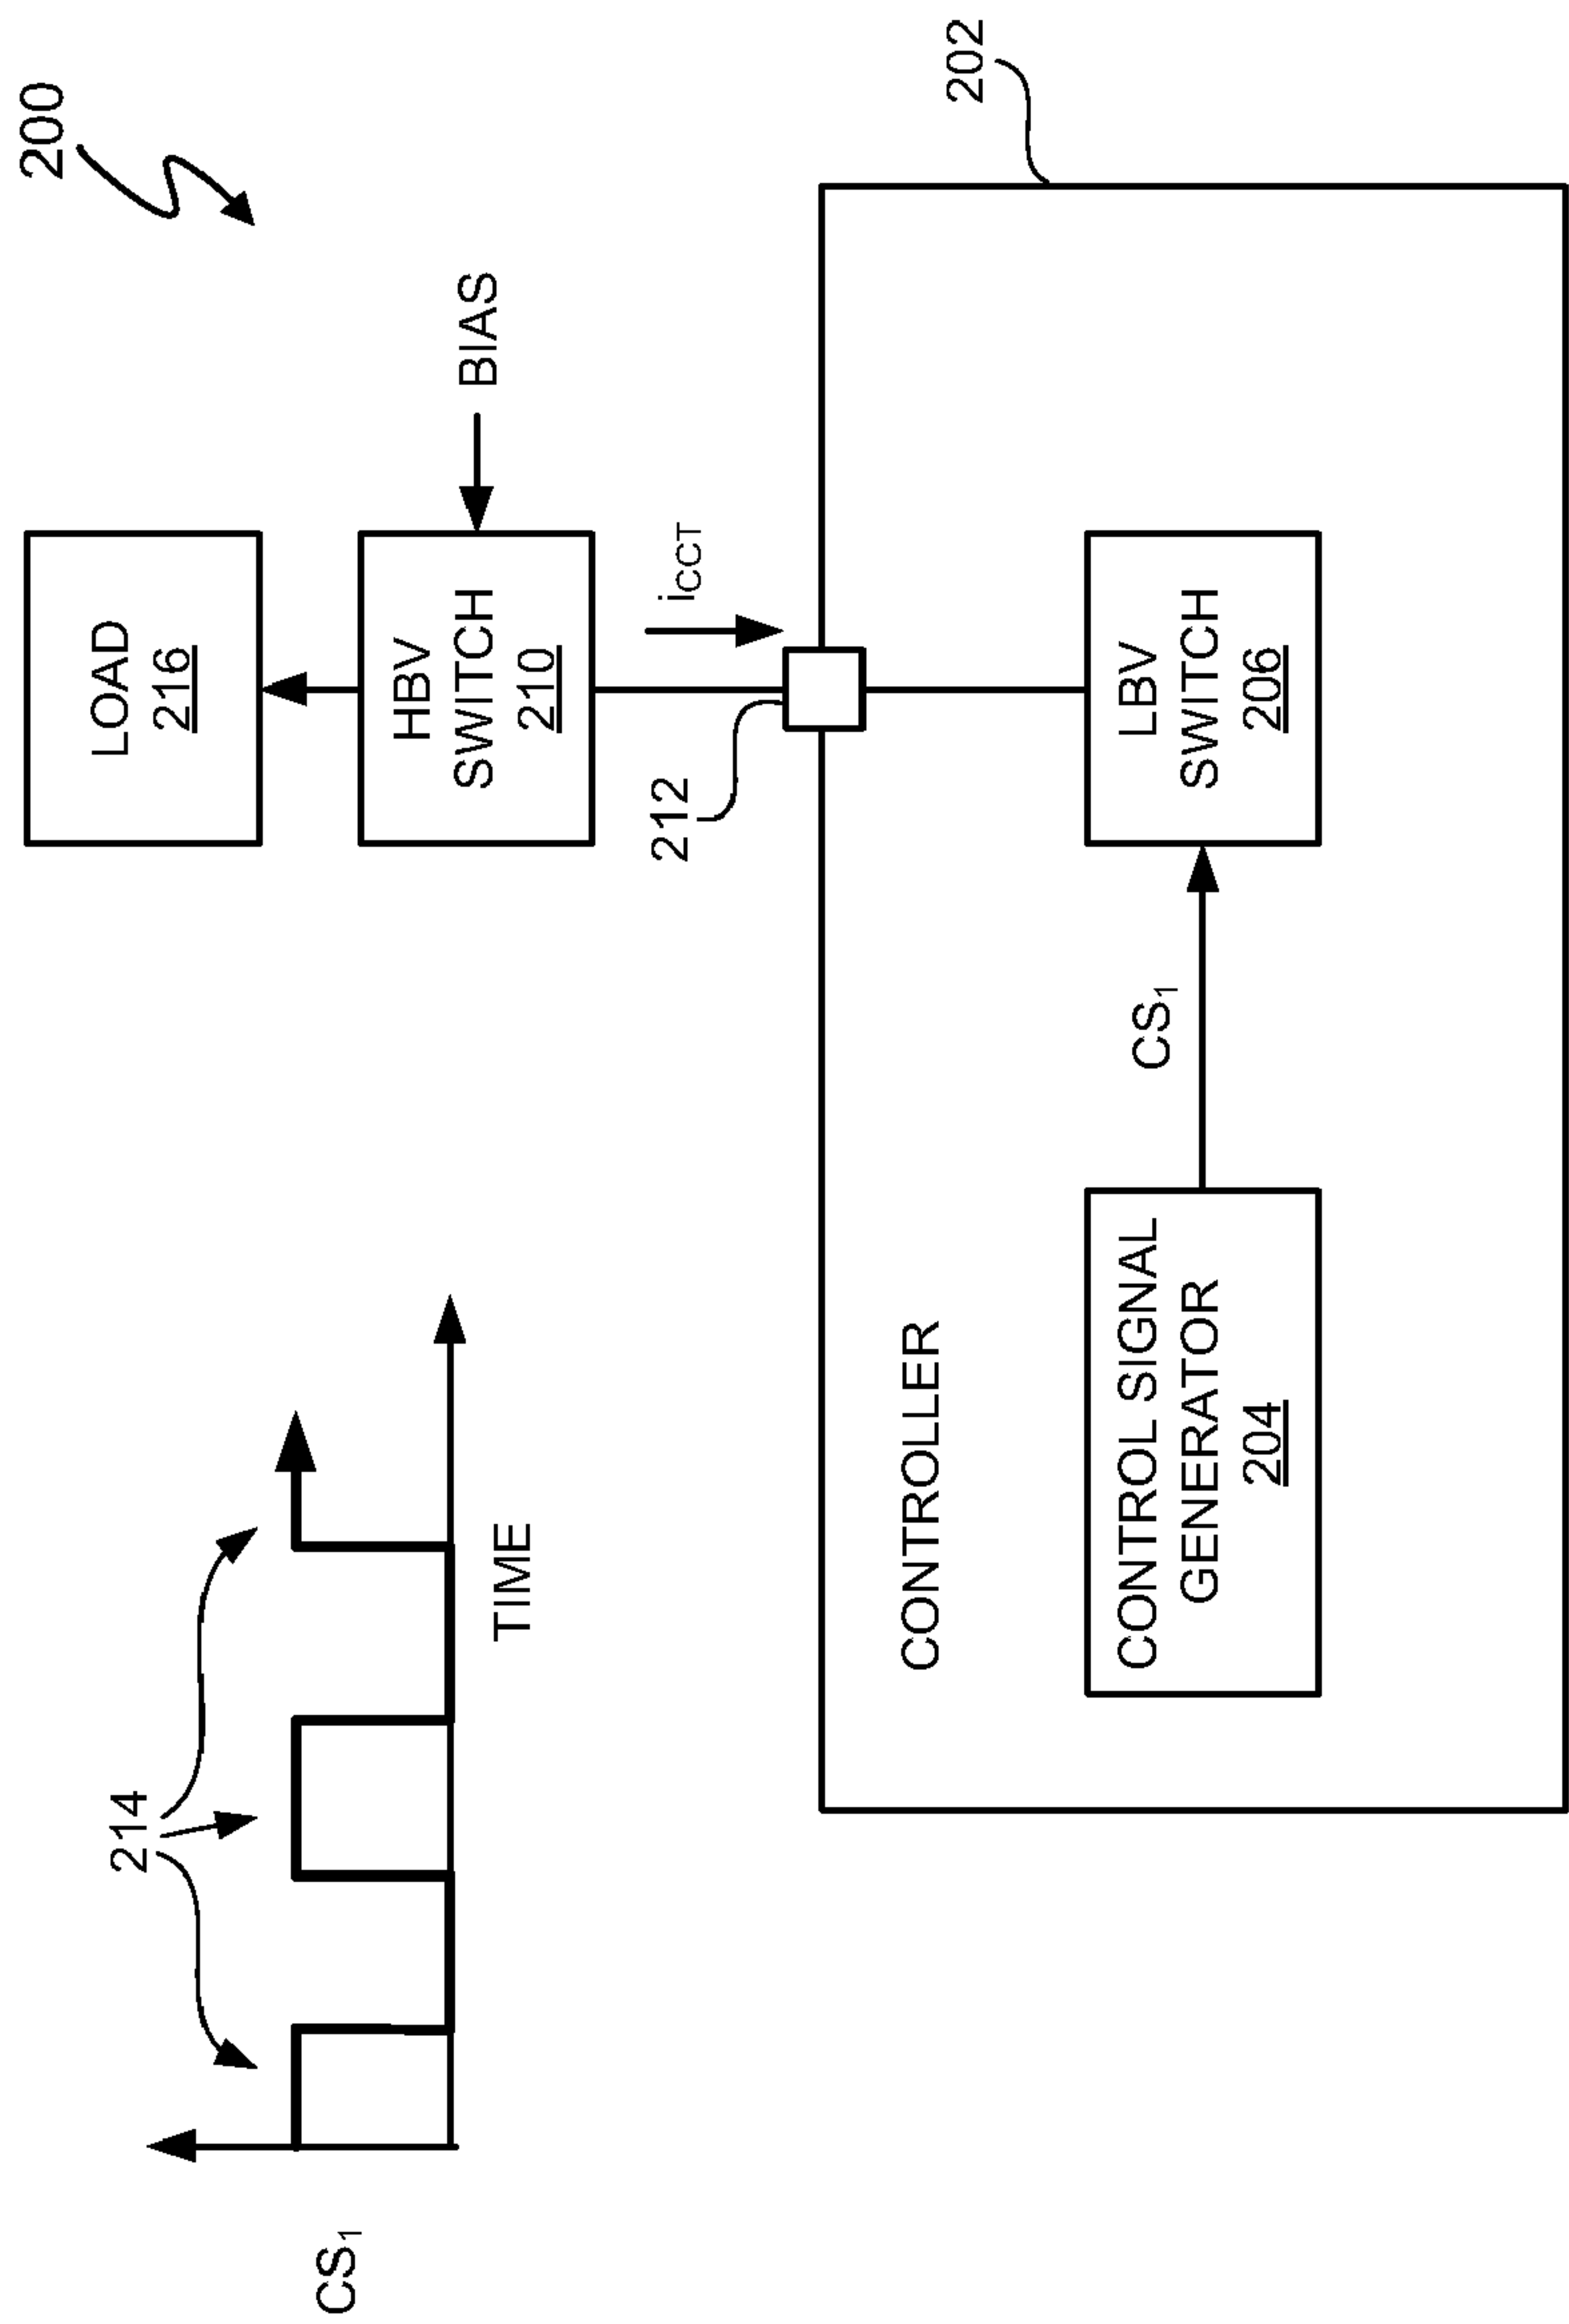 200
LOAD
216
HBV
SWITCH
210
BIAS
iCCT
212
214
CS1
TIME
202
CONTROLLER
CONTROL SIGNAL
GENERATOR
204
CS1
LBV
SWITCH
206